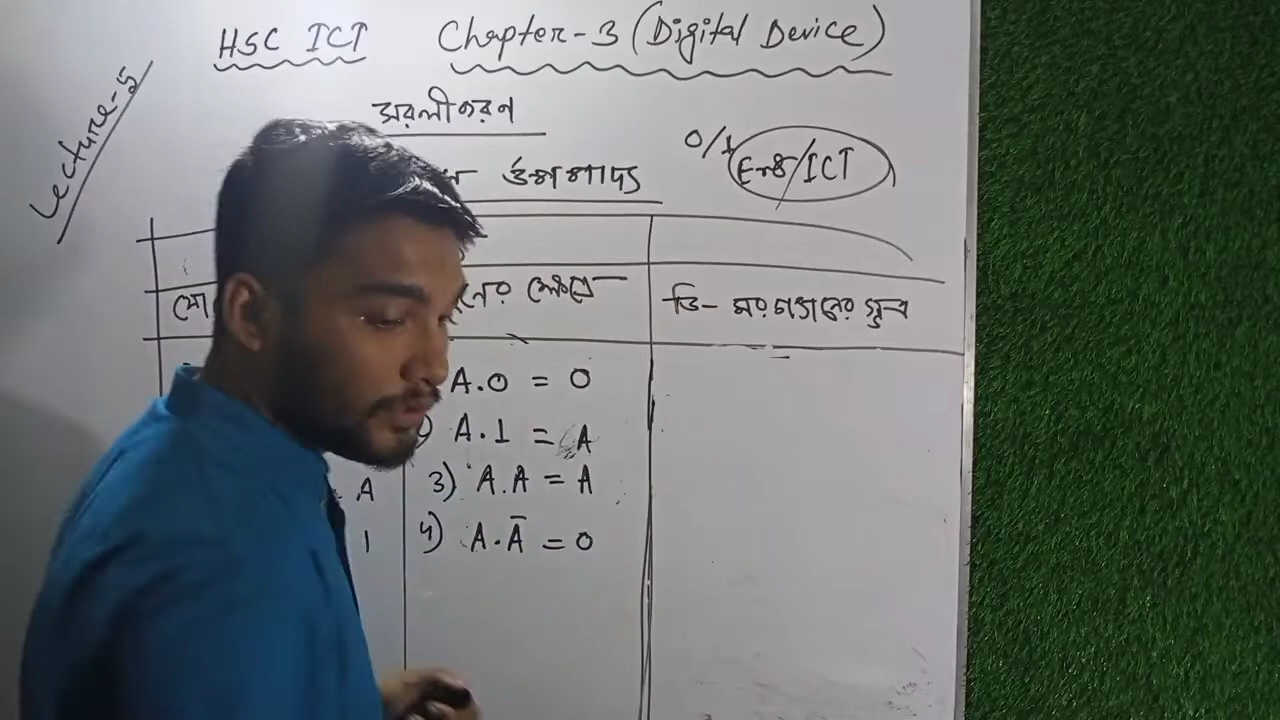 HSC ICT Chapter-3 (Digital Device)
Lecture-5
সরলীকরণ
উপপাদ্য
0/1 Eng/ICT
যো নের ক্ষেত্রে ডি-মরগ্যানের সূত্র
A.0 = 0
) A.1 = A
A 3) A.A = A
1 4) A.Ā = 0